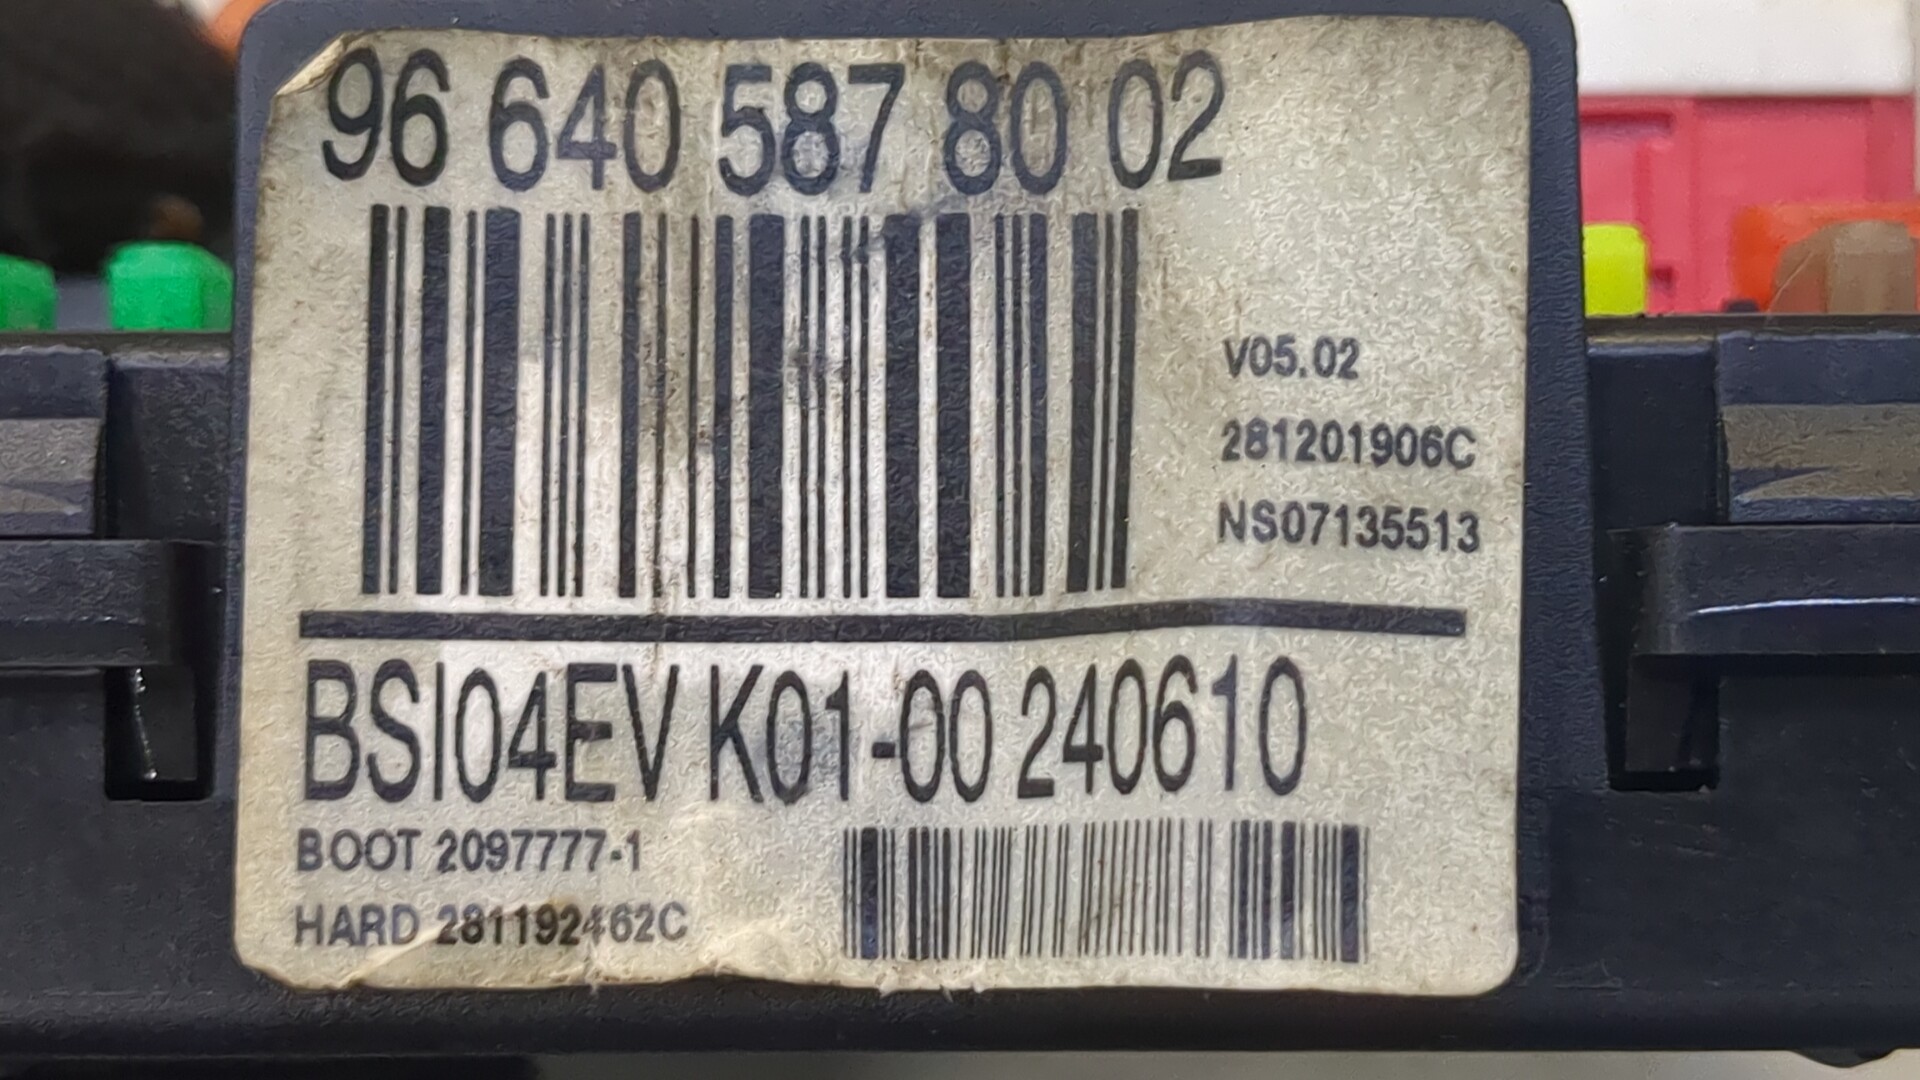 96 640 587 80 02
V05.02
281201906C
NS07135513
BSI04EV K01-00 240610
BOOT 2097777-1
HARD 281192462C